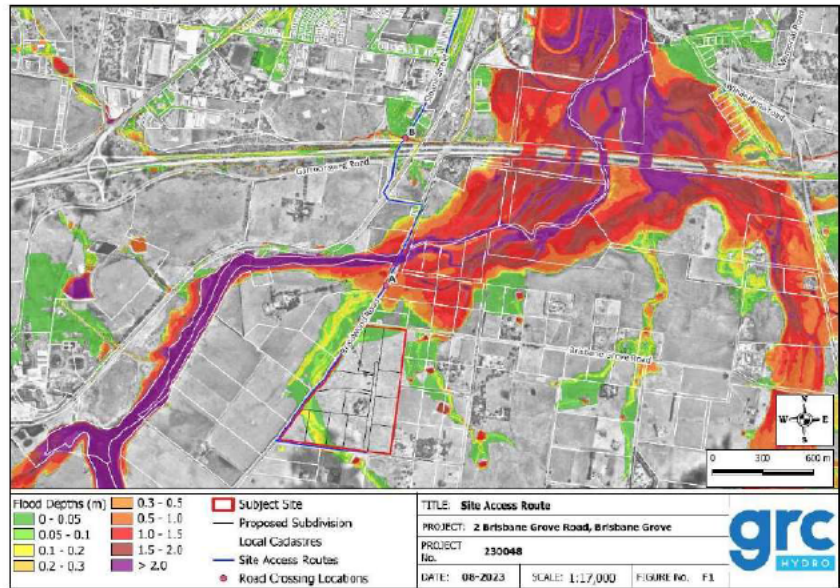 Garroorigang Road
B
A
Braidwood Road
Brisbane Grove Road
N
W E
S
0 300 600 m
Flood Depths (m)
0 - 0.05
0.05 - 0.1
0.1 - 0.2
0.2 - 0.3
0.3 - 0.5
0.5 - 1.0
1.0 - 1.5
1.5 - 2.0
> 2.0
Subject Site
Proposed Subdivision
Local Cadastres
Site Access Routes
Road Crossing Locations
TITLE: Site Access Route
PROJECT: 2 Brisbane Grove Road, Brisbane Grove
PROJECT
No. 230048
DATE: 08-2023 SCALE: 1:17,000 FIGURE No. F1
grc
HYDRO